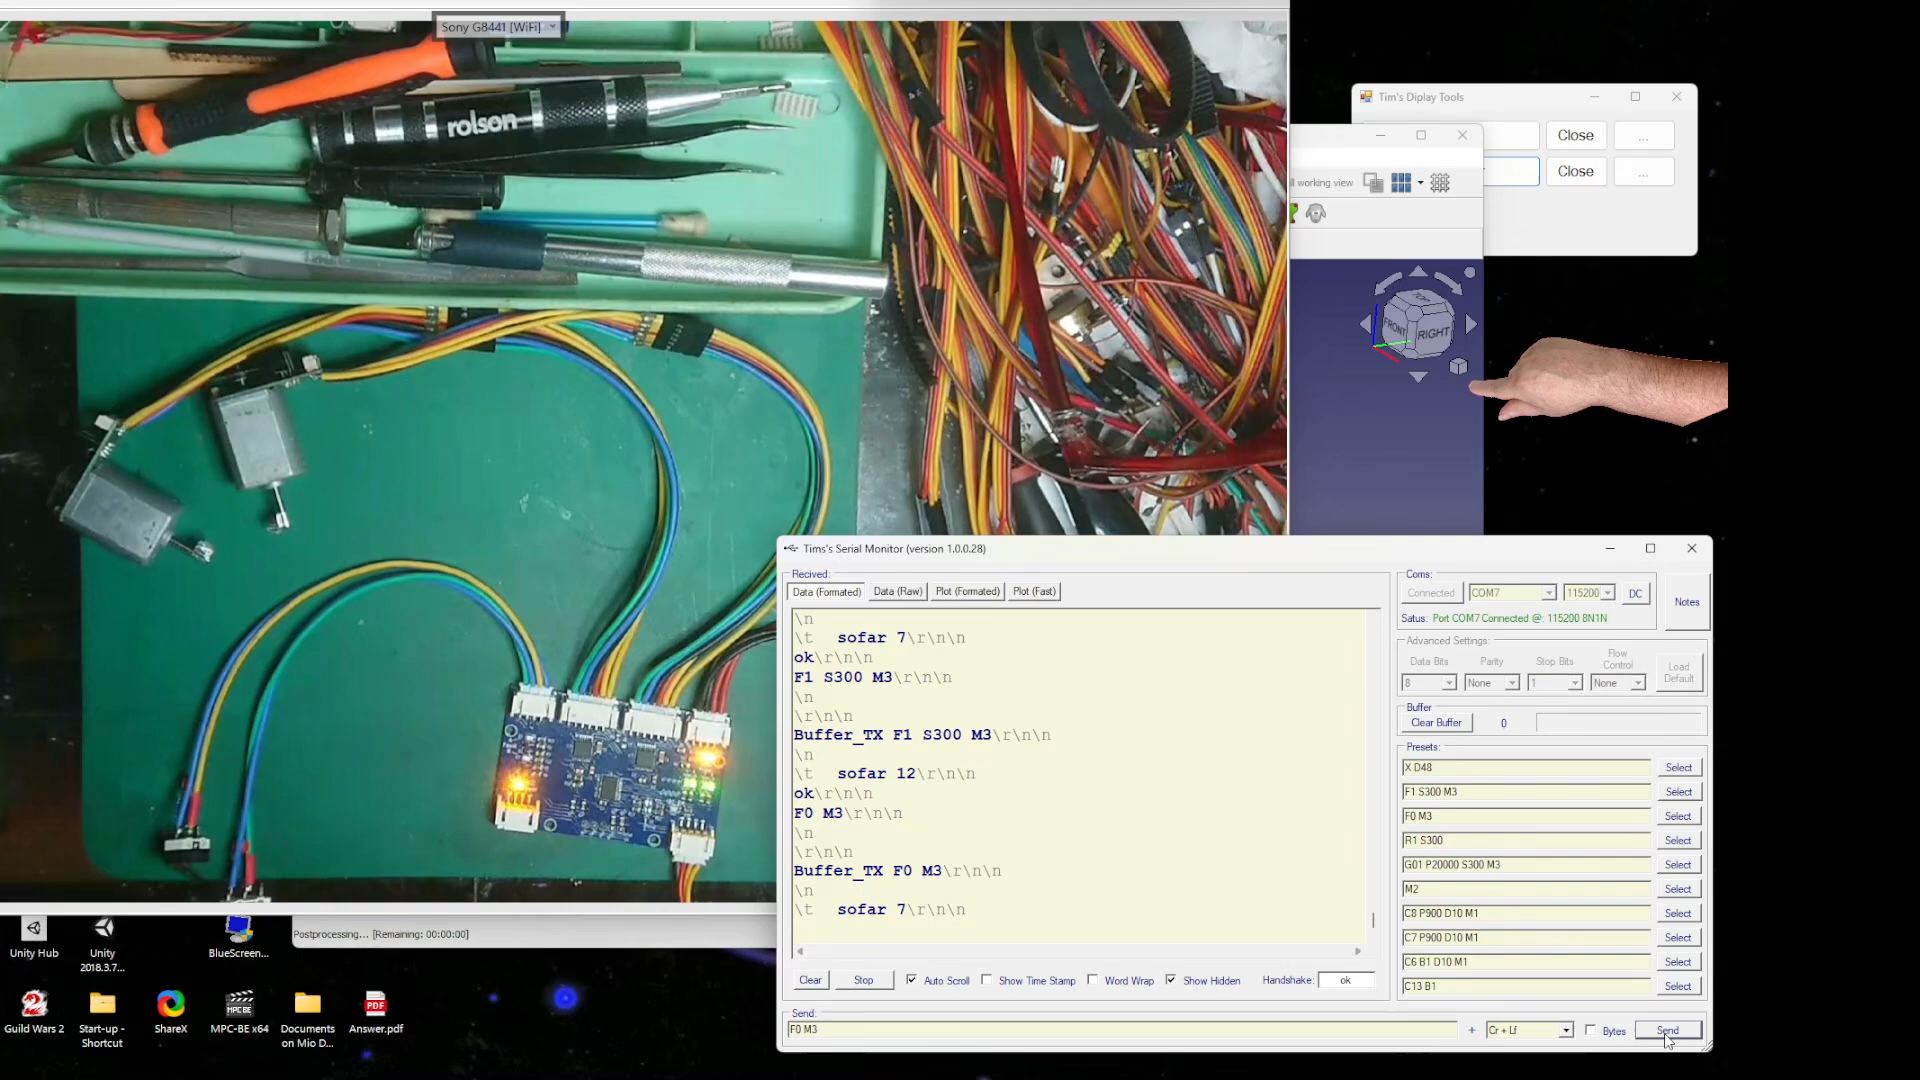 Sony G8441 [WiFi]
rolson
Tim's Diplay Tools
Close
...
Close
...
il working view
TOP
FRONT
RIGHT
Tims's Serial Monitor (version 1.0.0.28)
Recived:
Data (Formated)
Data (Raw)
Plot (Formated)
Plot (Fast)
\n
\t sofar 7\r\n\n
ok\r\n\n
F1 S300 M3\r\n\n
\n
\r\n\n
Buffer_TX F1 S300 M3\r\n\n
\n
\t sofar 12\r\n\n
ok\r\n\n
F0 M3\r\n\n
\n
\r\n\n
Buffer_TX F0 M3\r\n\n
\n
\t sofar 7\r\n\n
Clear
Stop
Auto Scroll
Show Time Stamp
Word Wrap
Show Hidden
Handshake:
ok
Send:
F0 M3
+
Cr + Lf
Bytes
Send
Coms:
Connected
COM7
115200
DC
Notes
Satus: Port COM7 Connected @: 115200 8N1N
Advanced Settings:
Data Bits
Parity
Stop Bits
Flow
Control
8
None
1
None
Load
Default
Buffer
Clear Buffer
0
Presets:
X D48
Select
F1 S300 M3
Select
F0 M3
Select
R1 S300
Select
G01 P20000 S300 M3
Select
M2
Select
C8 P900 D10 M1
Select
C7 P900 D10 M1
Select
C6 B1 D10 M1
Select
C13 B1
Select
Postprocessing... [Remaining: 00:00:00]
Unity Hub
Unity
2018.3.7...
BlueScreen...
Guild Wars 2
Start-up -
Shortcut
ShareX
MPC-BE x64
Documents
on Mio D...
Answer.pdf